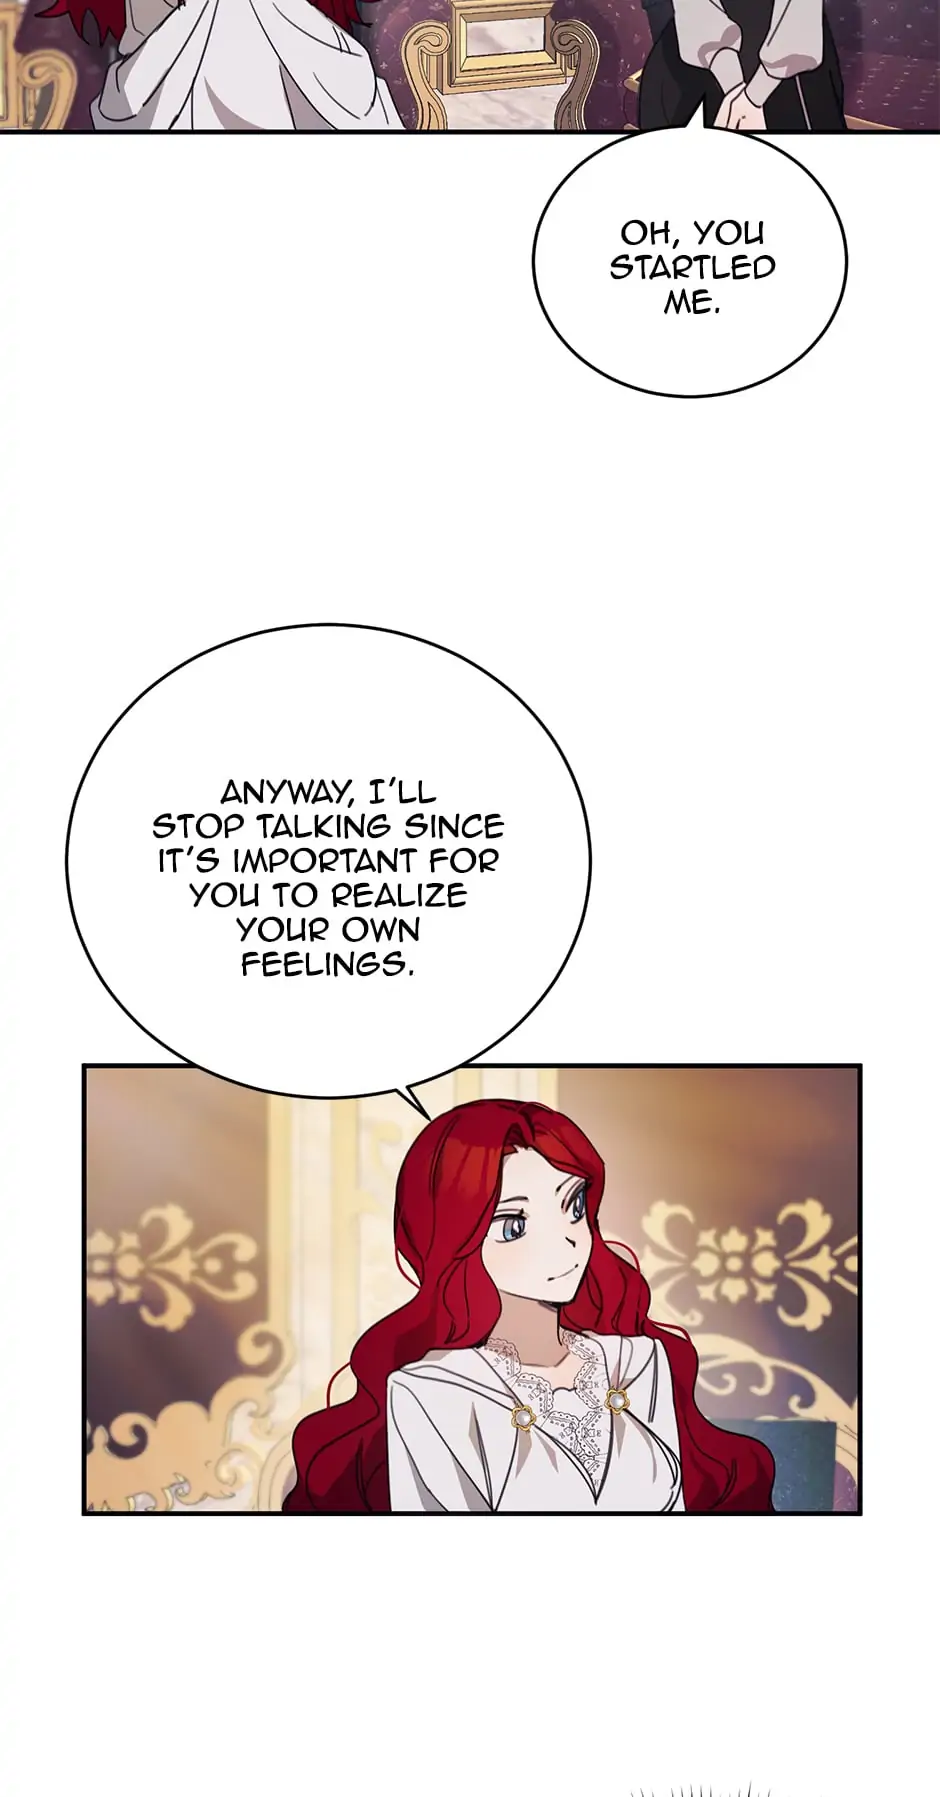 OH, YOU
STARTLED
ME.
ANYWAY, I'LL
STOP TALKING SINCE
IT'S IMPORTANT FOR
YOU TO REALIZE
YOUR OWN
FEELINGS.